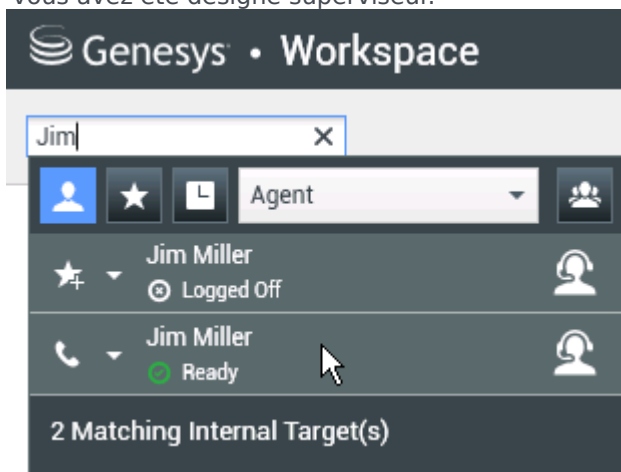 vous avez été désigné superviseur.
Genesys • Workspace
Jim
Agent
Jim Miller
Logged Off
Jim Miller
Ready
2 Matching Internal Target(s)